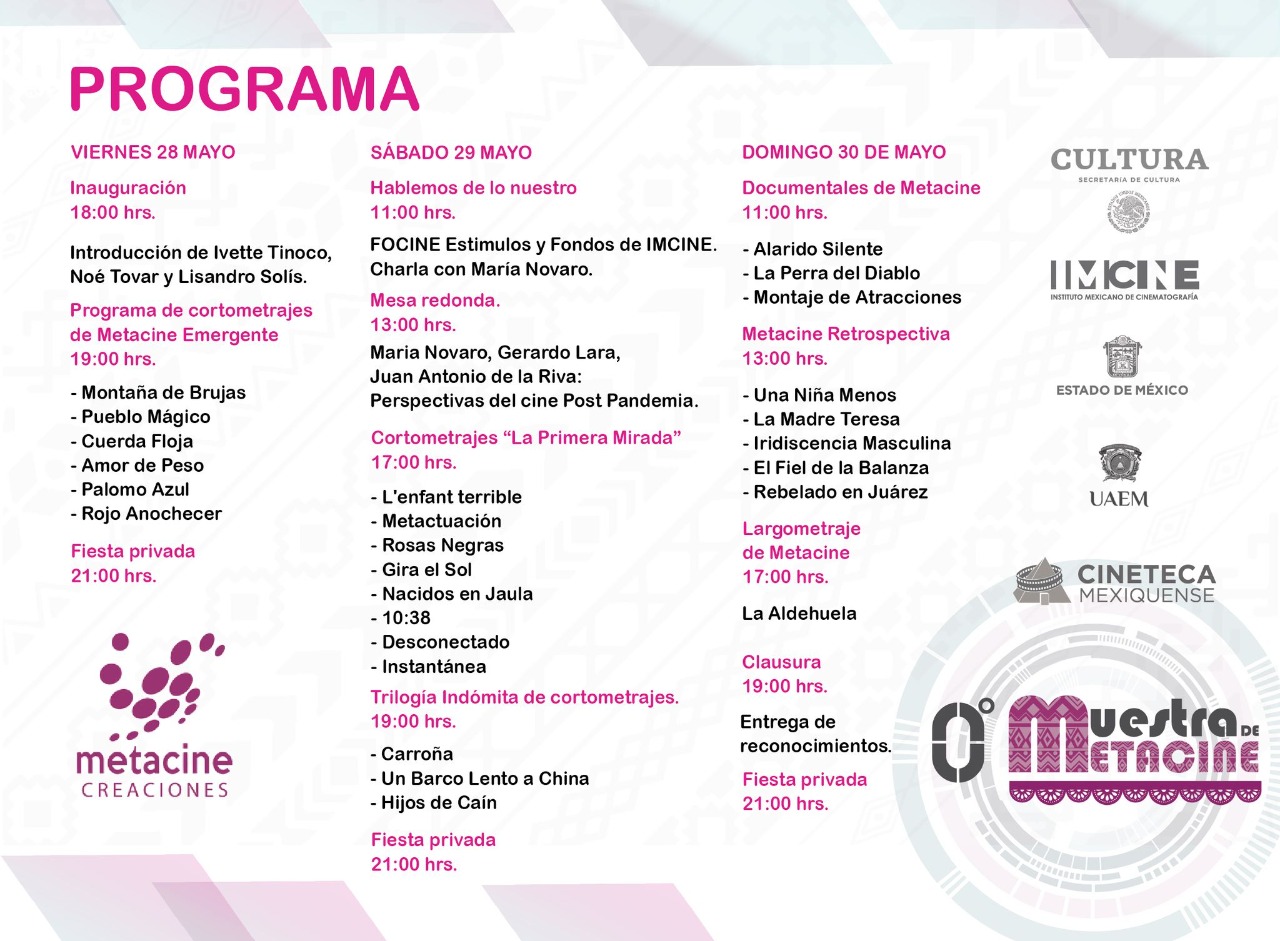 PROGRAMA
VIERNES 28 MAYO
Inauguración
18:00 hrs.
Introducción de Ivette Tinoco,
Noé Tovar y Lisandro Solís.
Programa de cortometrajes
de Metacine Emergente
19:00 hrs.
- Montaña de Brujas
- Pueblo Mágico
- Cuerda Floja
- Amor de Peso
- Palomo Azul
- Rojo Anochecer
Fiesta privada
21:00 hrs.
metacine
CREACIONES
SÁBADO 29 MAYO
Hablemos de lo nuestro
11:00 hrs.
FOCINE Estimulos y Fondos de IMCINE.
Charla con María Novaro.
Mesa redonda.
13:00 hrs.
Maria Novaro, Gerardo Lara,
Juan Antonio de la Riva:
Perspectivas del cine Post Pandemia.
Cortometrajes “La Primera Mirada”
17:00 hrs.
- L'enfant terrible
- Metactuación
- Rosas Negras
- Gira el Sol
- Nacidos en Jaula
- 10:38
- Desconectado
- Instantánea
Trilogía Indómita de cortometrajes.
19:00 hrs.
- Carroña
- Un Barco Lento a China
- Hijos de Caín
Fiesta privada
21:00 hrs.
DOMINGO 30 DE MAYO
Documentales de Metacine
11:00 hrs.
- Alarido Silente
- La Perra del Diablo
- Montaje de Atracciones
Metacine Retrospectiva
13:00 hrs.
- Una Niña Menos
- La Madre Teresa
- Iridiscencia Masculina
- El Fiel de la Balanza
- Rebelado en Juárez
Largometraje
de Metacine
17:00 hrs.
La Aldehuela
Clausura
19:00 hrs.
Entrega de
reconocimientos.
Fiesta privada
21:00 hrs.
CULTURA
SECRETARÍA DE CULTURA
IMCINE
INSTITUTO MEXICANO DE CINEMATOGRAFÍA
ESTADO DE MÉXICO
UAEM
CINETECA
MEXIQUENSE
0° Muestra DE
METACINE